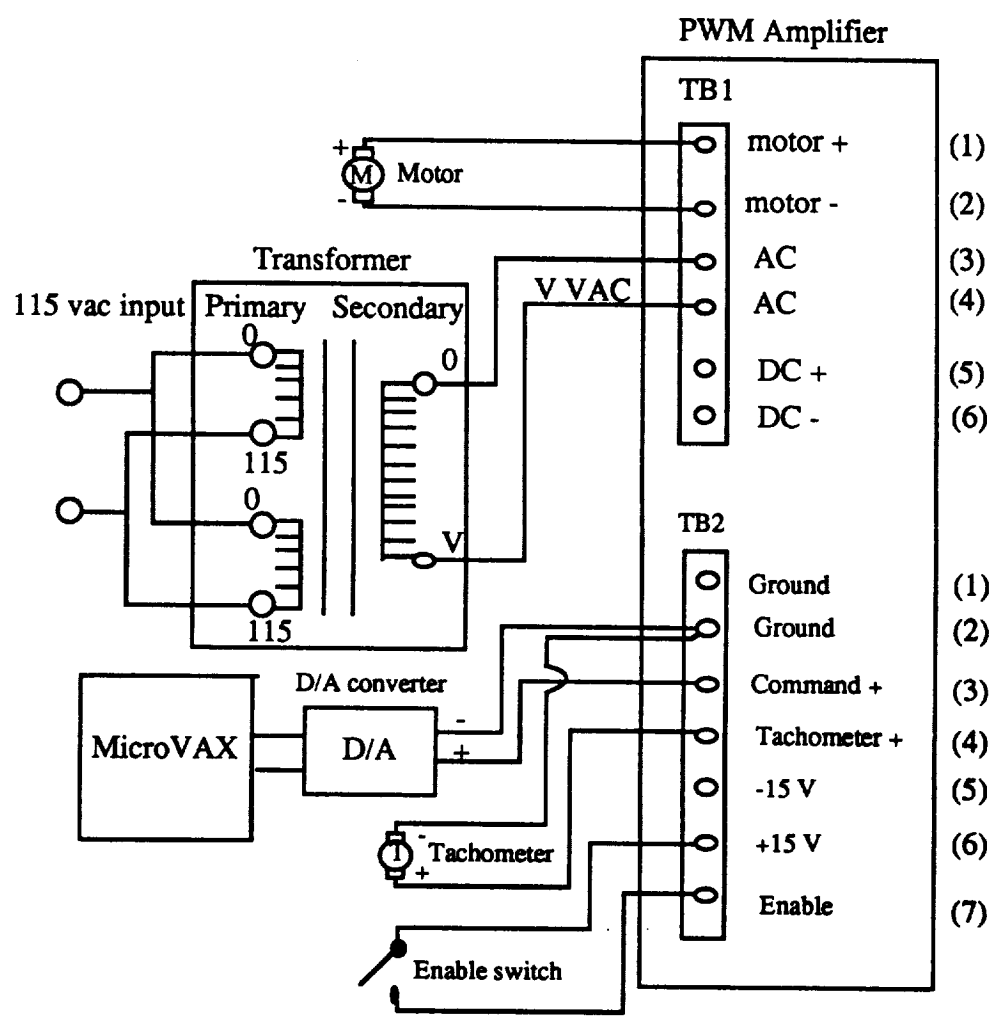 PWM Amplifier
TB1
motor + (1)
+
M Motor
-
motor - (2)
Transformer
AC (3)
115 vac input Primary Secondary
V VAC
AC (4)
0
0
DC + (5)
DC - (6)
115
0
V
TB2
Ground (1)
115
Ground (2)
D/A converter
Command + (3)
-
MicroVAX D/A +
Tachometer + (4)
-15 V (5)
-
T Tachometer
+
+15 V (6)
Enable (7)
Enable switch